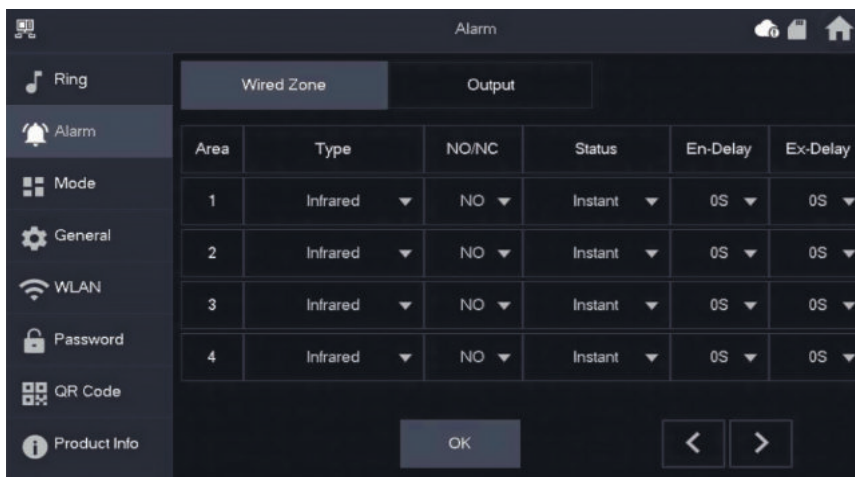 Alarm
Ring
Alarm
Mode
General
WLAN
Password
QR Code
Product Info
Wired Zone Output
Area Type NO/NC Status En-Delay Ex-Delay
1 Infrared NO Instant 0S 0S
2 Infrared NO Instant 0S 0S
3 Infrared NO Instant 0S 0S
4 Infrared NO Instant 0S 0S
OK